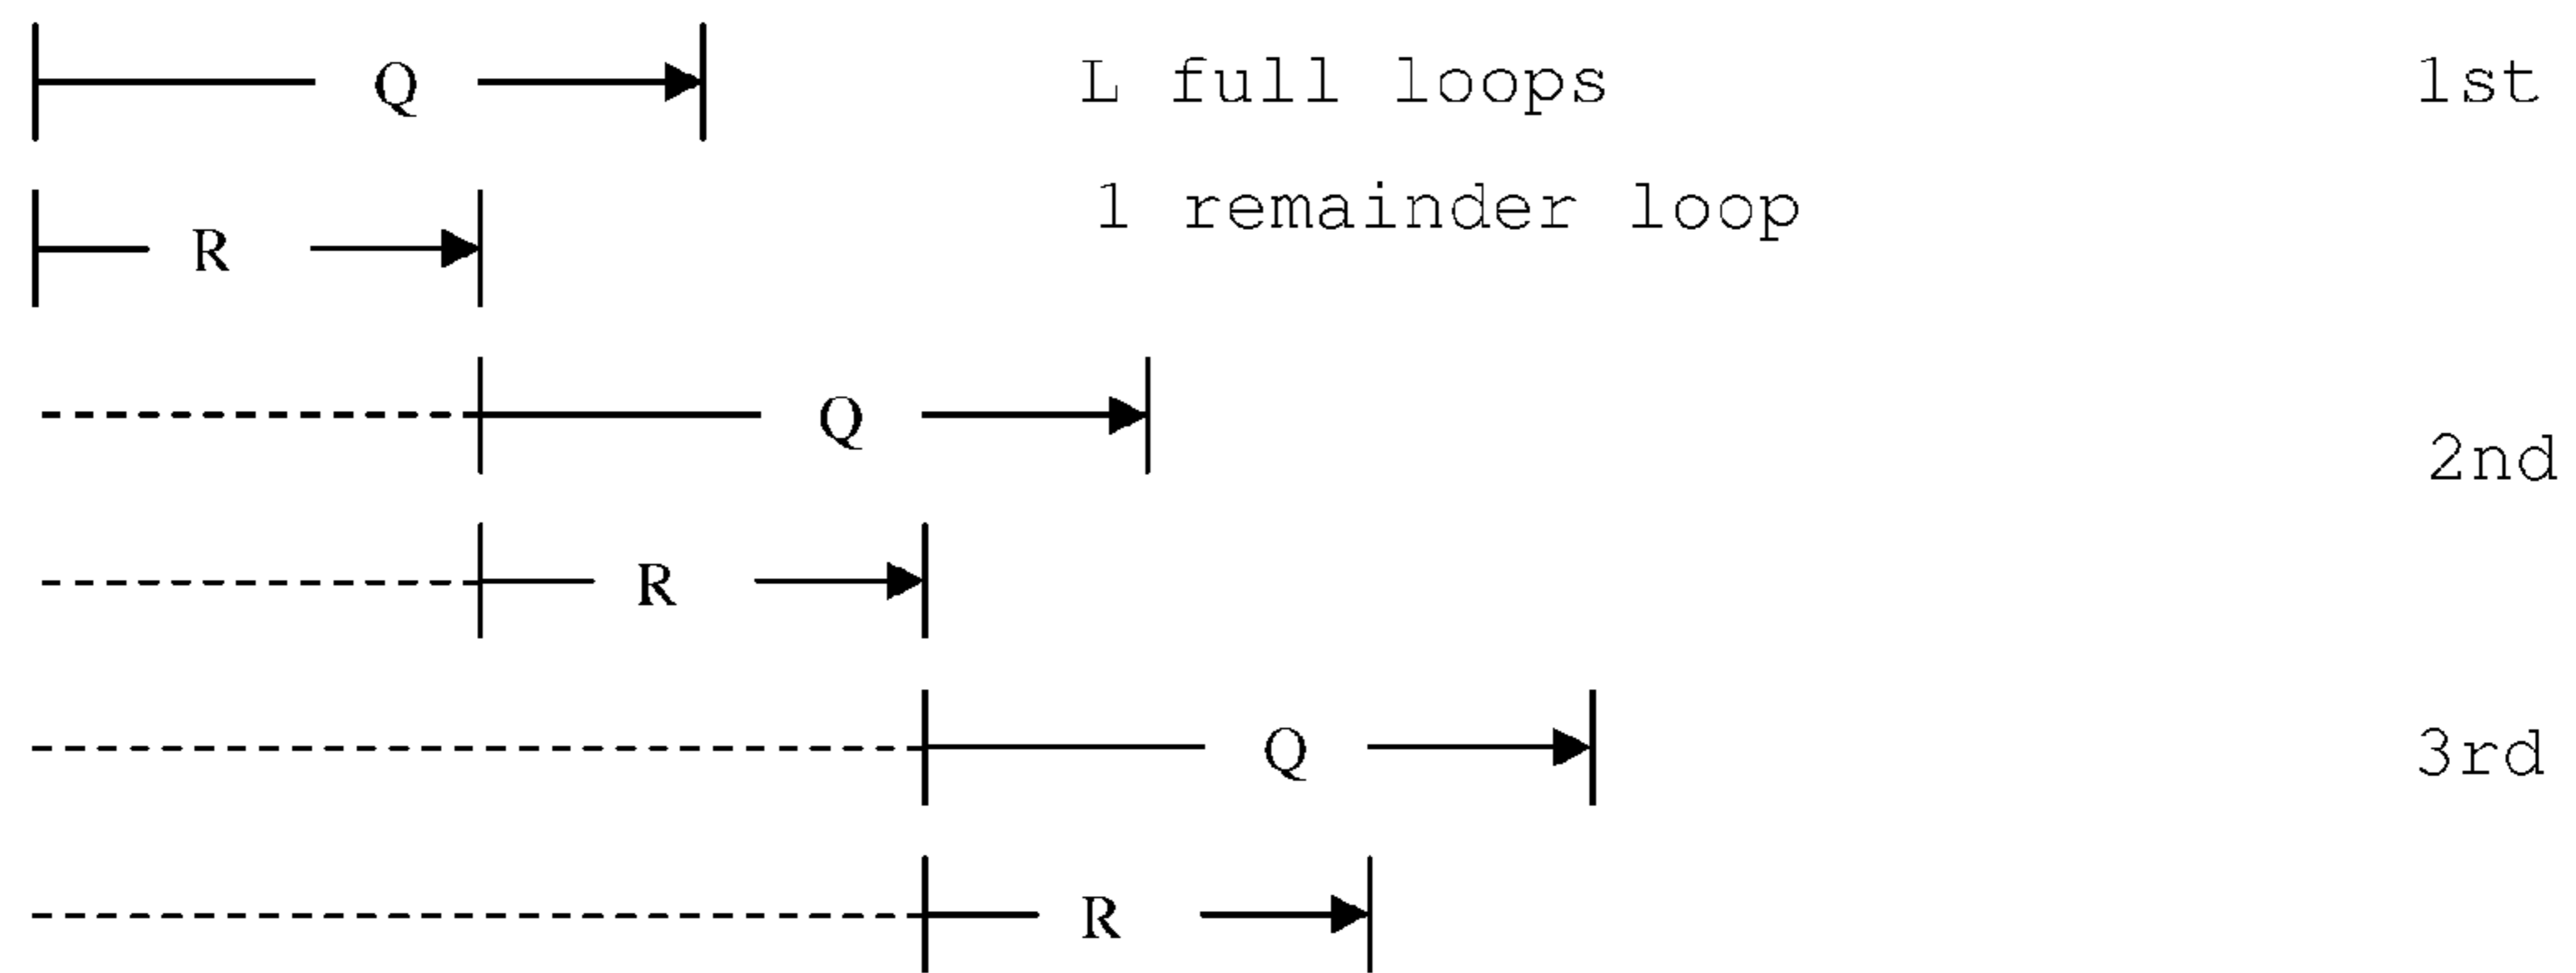 Q L full loops 1st
R 1 remainder loop
Q 2nd
R
Q 3rd
R